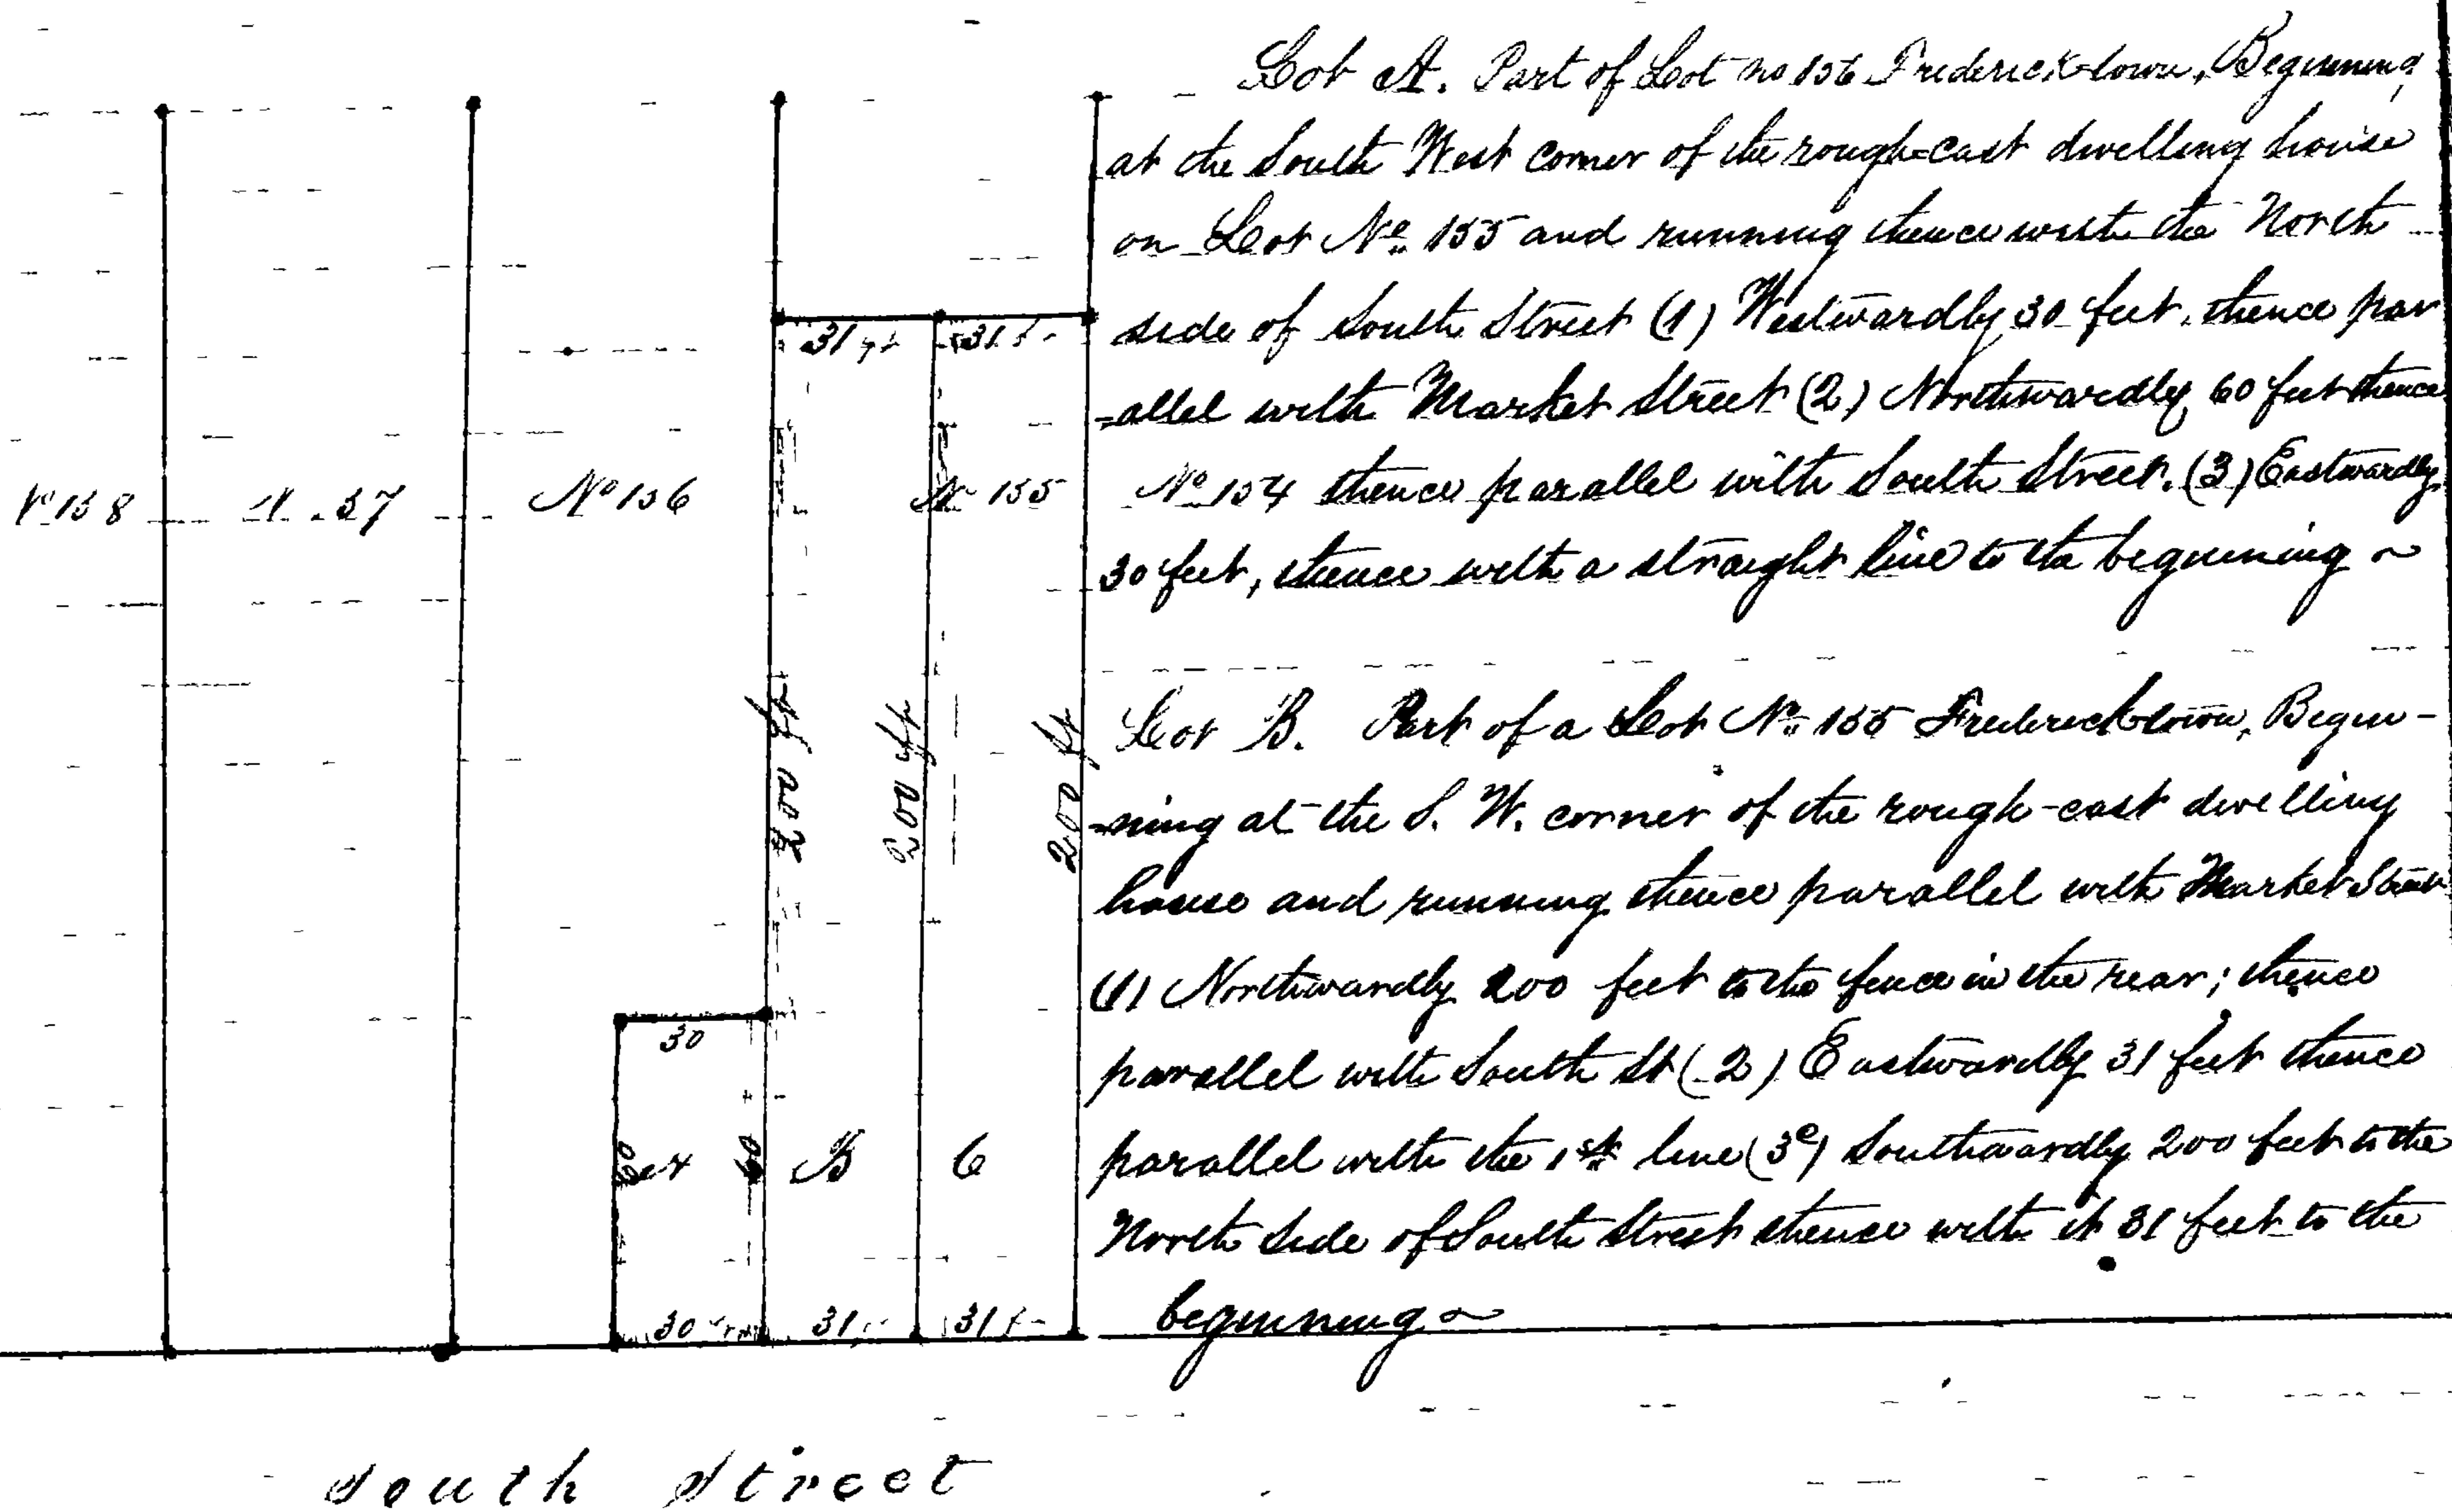 Lot A. Part of Lot no 156 Fredericktown, Beginning
at the South West corner of the rough=cast dwelling house
on Lot No. 155 and running thence with the North
side of South Street (1) Westwardly 30 feet, thence par
-allel with Market Street (2) Northwardly 60 feet thence
No 154 thence parallel with South Street. (3) Eastwardly
30 feet, thence with a straight line to the beginning ~
Lot B. Part of a Lot No. 155 Fredericktown, Begin-
-ning at the S. W. corner of the rough-cast dwelling
house and running thence parallel with Market Street
(1) Northwardly 200 feet to the fence in the rear; thence
parallel with South St (2) Eastwardly 31 feet thence
parallel with the 1st line (3e) Southwardly 200 feet to the
North side of South Street thence with it 31 feet to the
beginning ~
31 ft 31 f
No 138 37 No 156 No 155
200 ft 200 ft 200 ft
30
60 60 B 6
30 31 31 f
South Street